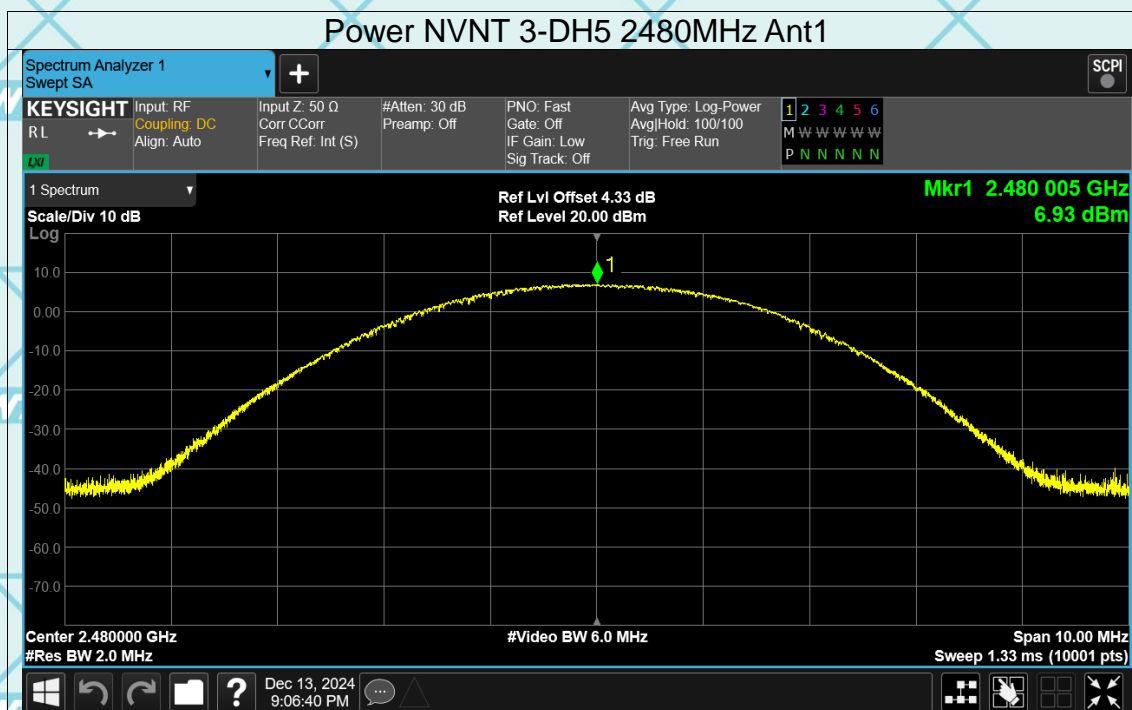 Power NVNT 3-DH5 2480MHz Ant1
Spectrum Analyzer 1
Swept SA
+
SCPI
KEYSIGHT
RL
LXI
Input: RF
Coupling: DC
Align: Auto
Input Z: 50 Ω
Corr CCorr
Freq Ref: Int (S)
#Atten: 30 dB
Preamp: Off
PNO: Fast
Gate: Off
IF Gain: Low
Sig Track: Off
Avg Type: Log-Power
Avg|Hold: 100/100
Trig: Free Run
1 2 3 4 5 6
M W W W W W
P N N N N N
1 Spectrum
Scale/Div 10 dB
Ref Lvl Offset 4.33 dB
Ref Level 20.00 dBm
Mkr1 2.480 005 GHz
6.93 dBm
Log
1
10.0
0.00
-10.0
-20.0
-30.0
-40.0
-50.0
-60.0
-70.0
Center 2.480000 GHz
#Video BW 6.0 MHz
Span 10.00 MHz
#Res BW 2.0 MHz
Sweep 1.33 ms (10001 pts)
?
Dec 13, 2024
9:06:40 PM